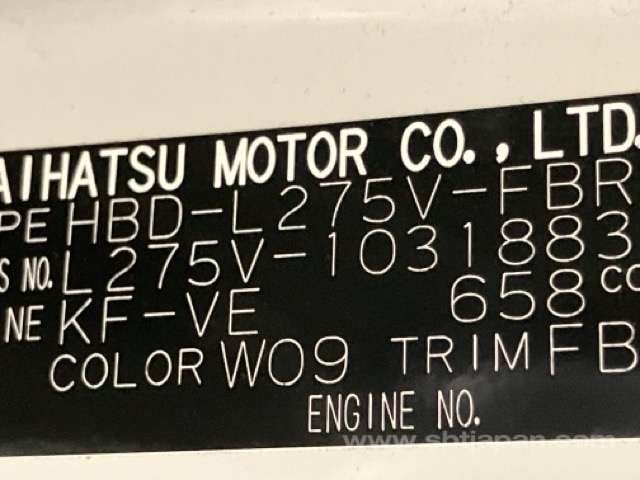 AIHATSU MOTOR CO., LTD.
PE HBD-L275V-FBR
S NO. L275V-1031883
NE KF-VE 658 CC
COLOR W09 TRIM FB
ENGINE NO.
www.sbtjapan.com